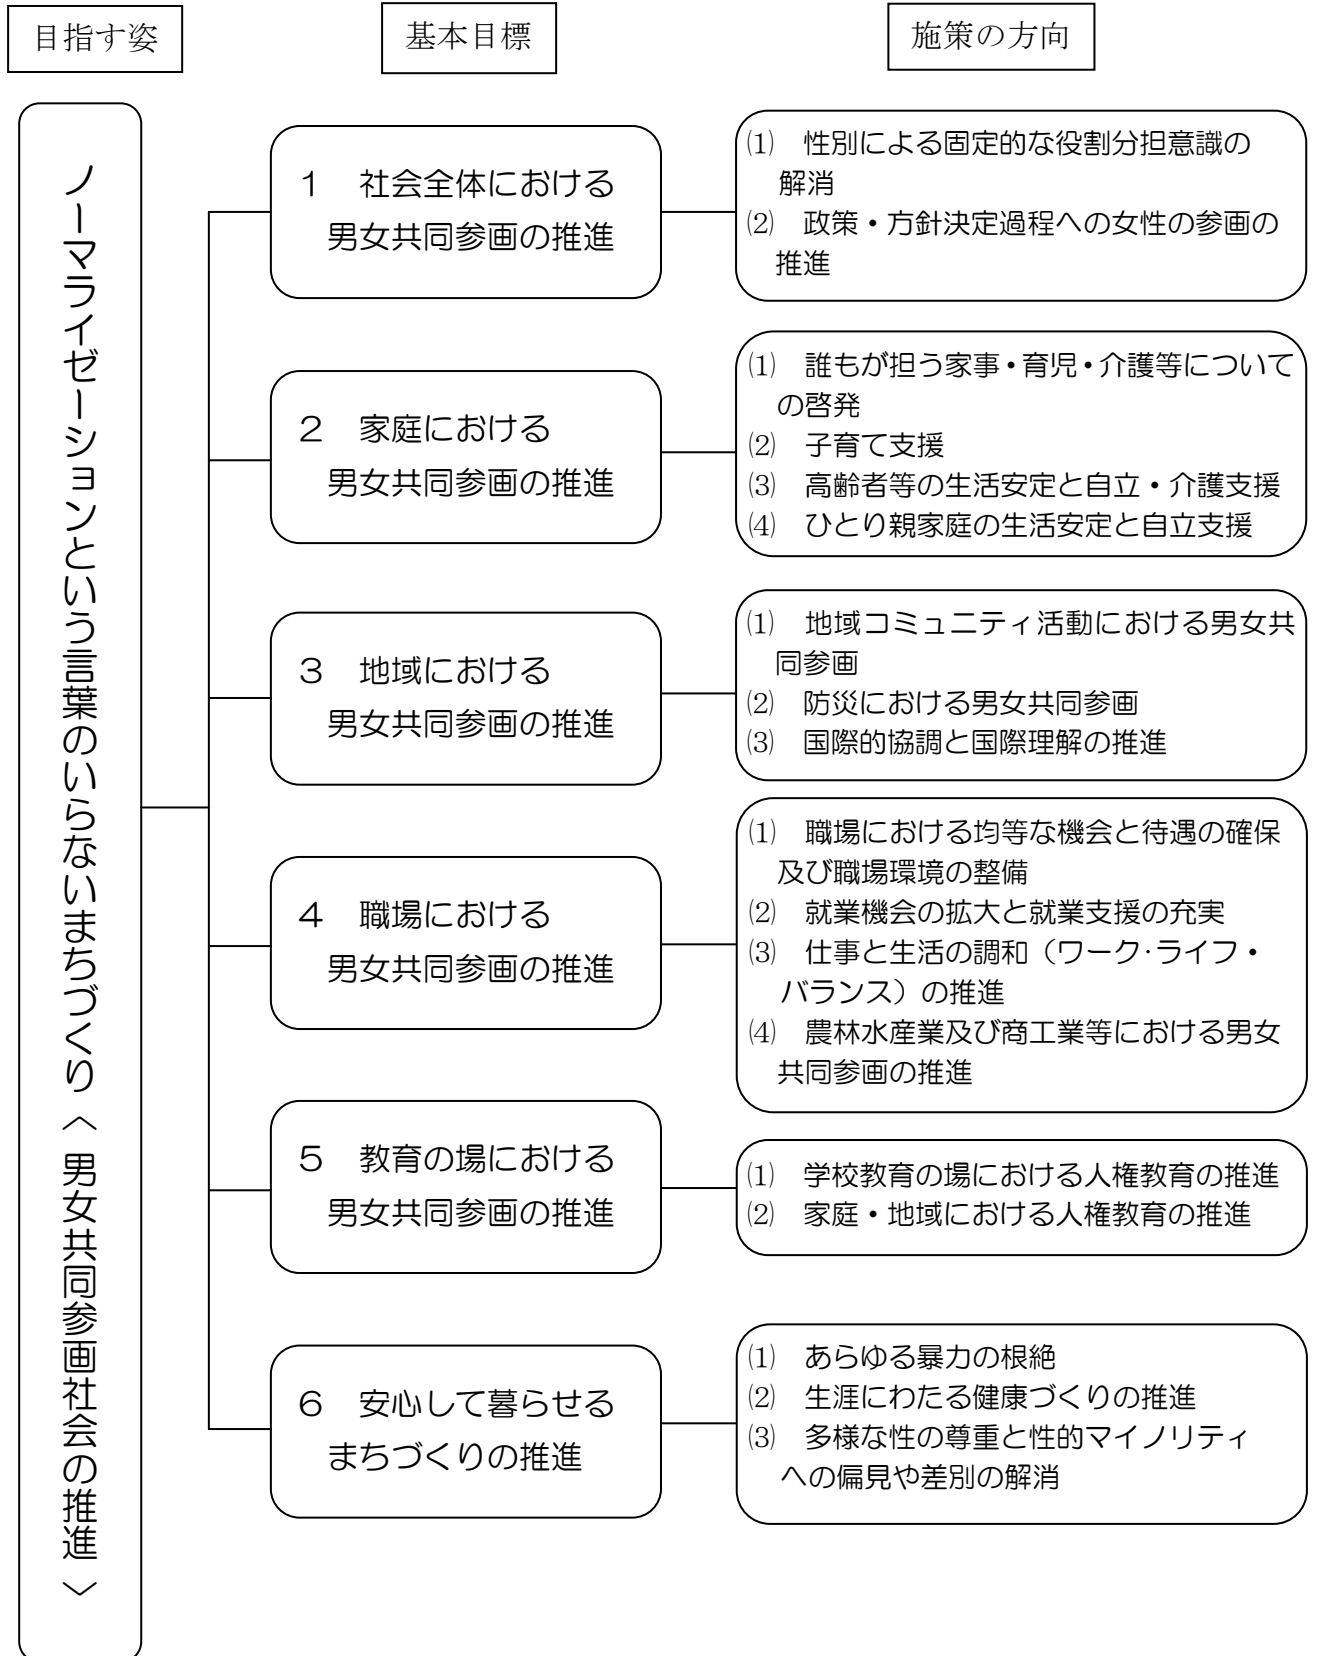 目指す姿
基本目標
施策の方向
ノーマライゼーションという言葉のいらないまちづくり〈 男女共同参画社会の推進 〉
１　社会全体における
男女共同参画の推進
⑴　性別による固定的な役割分担意識の
解消
⑵　政策・方針決定過程への女性の参画の
推進
２　家庭における
男女共同参画の推進
⑴　誰もが担う家事・育児・介護等について
の啓発
⑵　子育て支援
⑶　高齢者等の生活安定と自立・介護支援
⑷　ひとり親家庭の生活安定と自立支援
３　地域における
男女共同参画の推進
⑴　地域コミュニティ活動における男女共
同参画
⑵　防災における男女共同参画
⑶　国際的協調と国際理解の推進
４　職場における
男女共同参画の推進
⑴　職場における均等な機会と待遇の確保
及び職場環境の整備
⑵　就業機会の拡大と就業支援の充実
⑶　仕事と生活の調和（ワーク･ライフ・
バランス）の推進
⑷　農林水産業及び商工業等における男女
共同参画の推進
５　教育の場における
男女共同参画の推進
⑴　学校教育の場における人権教育の推進
⑵　家庭・地域における人権教育の推進
６　安心して暮らせる
まちづくりの推進
⑴　あらゆる暴力の根絶
⑵　生涯にわたる健康づくりの推進
⑶　多様な性の尊重と性的マイノリティ
への偏見や差別の解消